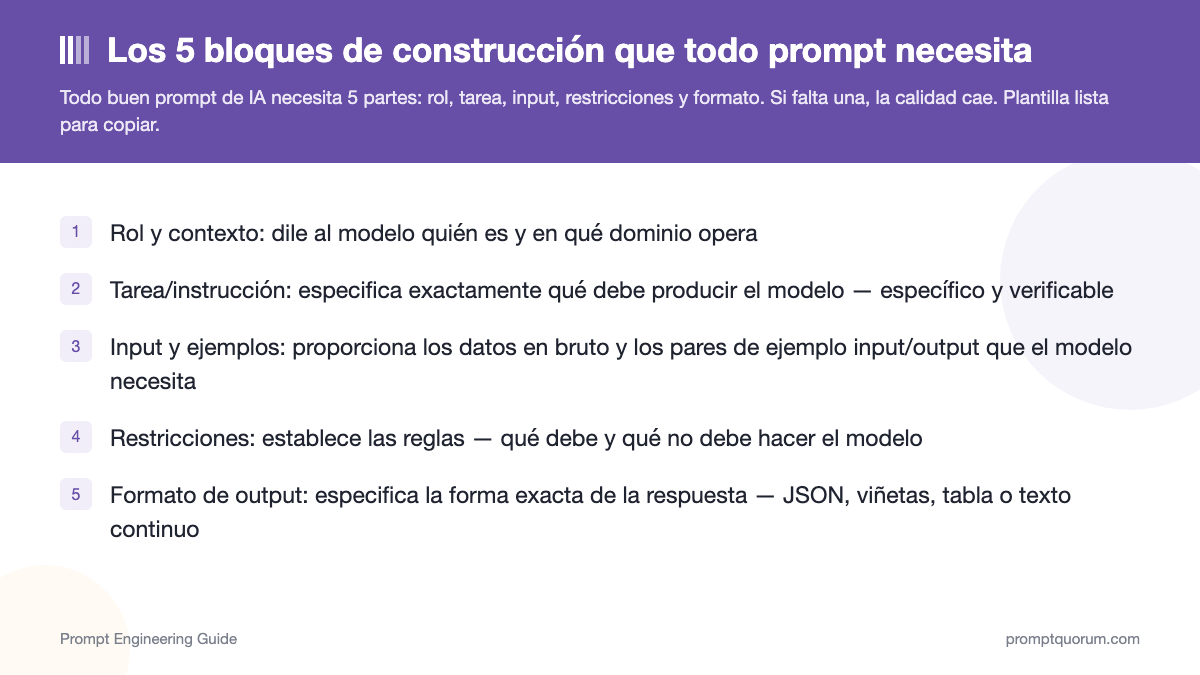 Los 5 bloques de construcción que todo prompt necesita
Todo buen prompt de IA necesita 5 partes: rol, tarea, input, restricciones y formato. Si falta una, la calidad cae. Plantilla lista
para copiar.
1 Rol y contexto: dile al modelo quién es y en qué dominio opera
2 Tarea/instrucción: especifica exactamente qué debe producir el modelo — específico y verificable
3 Input y ejemplos: proporciona los datos en bruto y los pares de ejemplo input/output que el modelo
necesita
4 Restricciones: establece las reglas — qué debe y qué no debe hacer el modelo
5 Formato de output: especifica la forma exacta de la respuesta — JSON, viñetas, tabla o texto
continuo
Prompt Engineering Guide
promptquorum.com